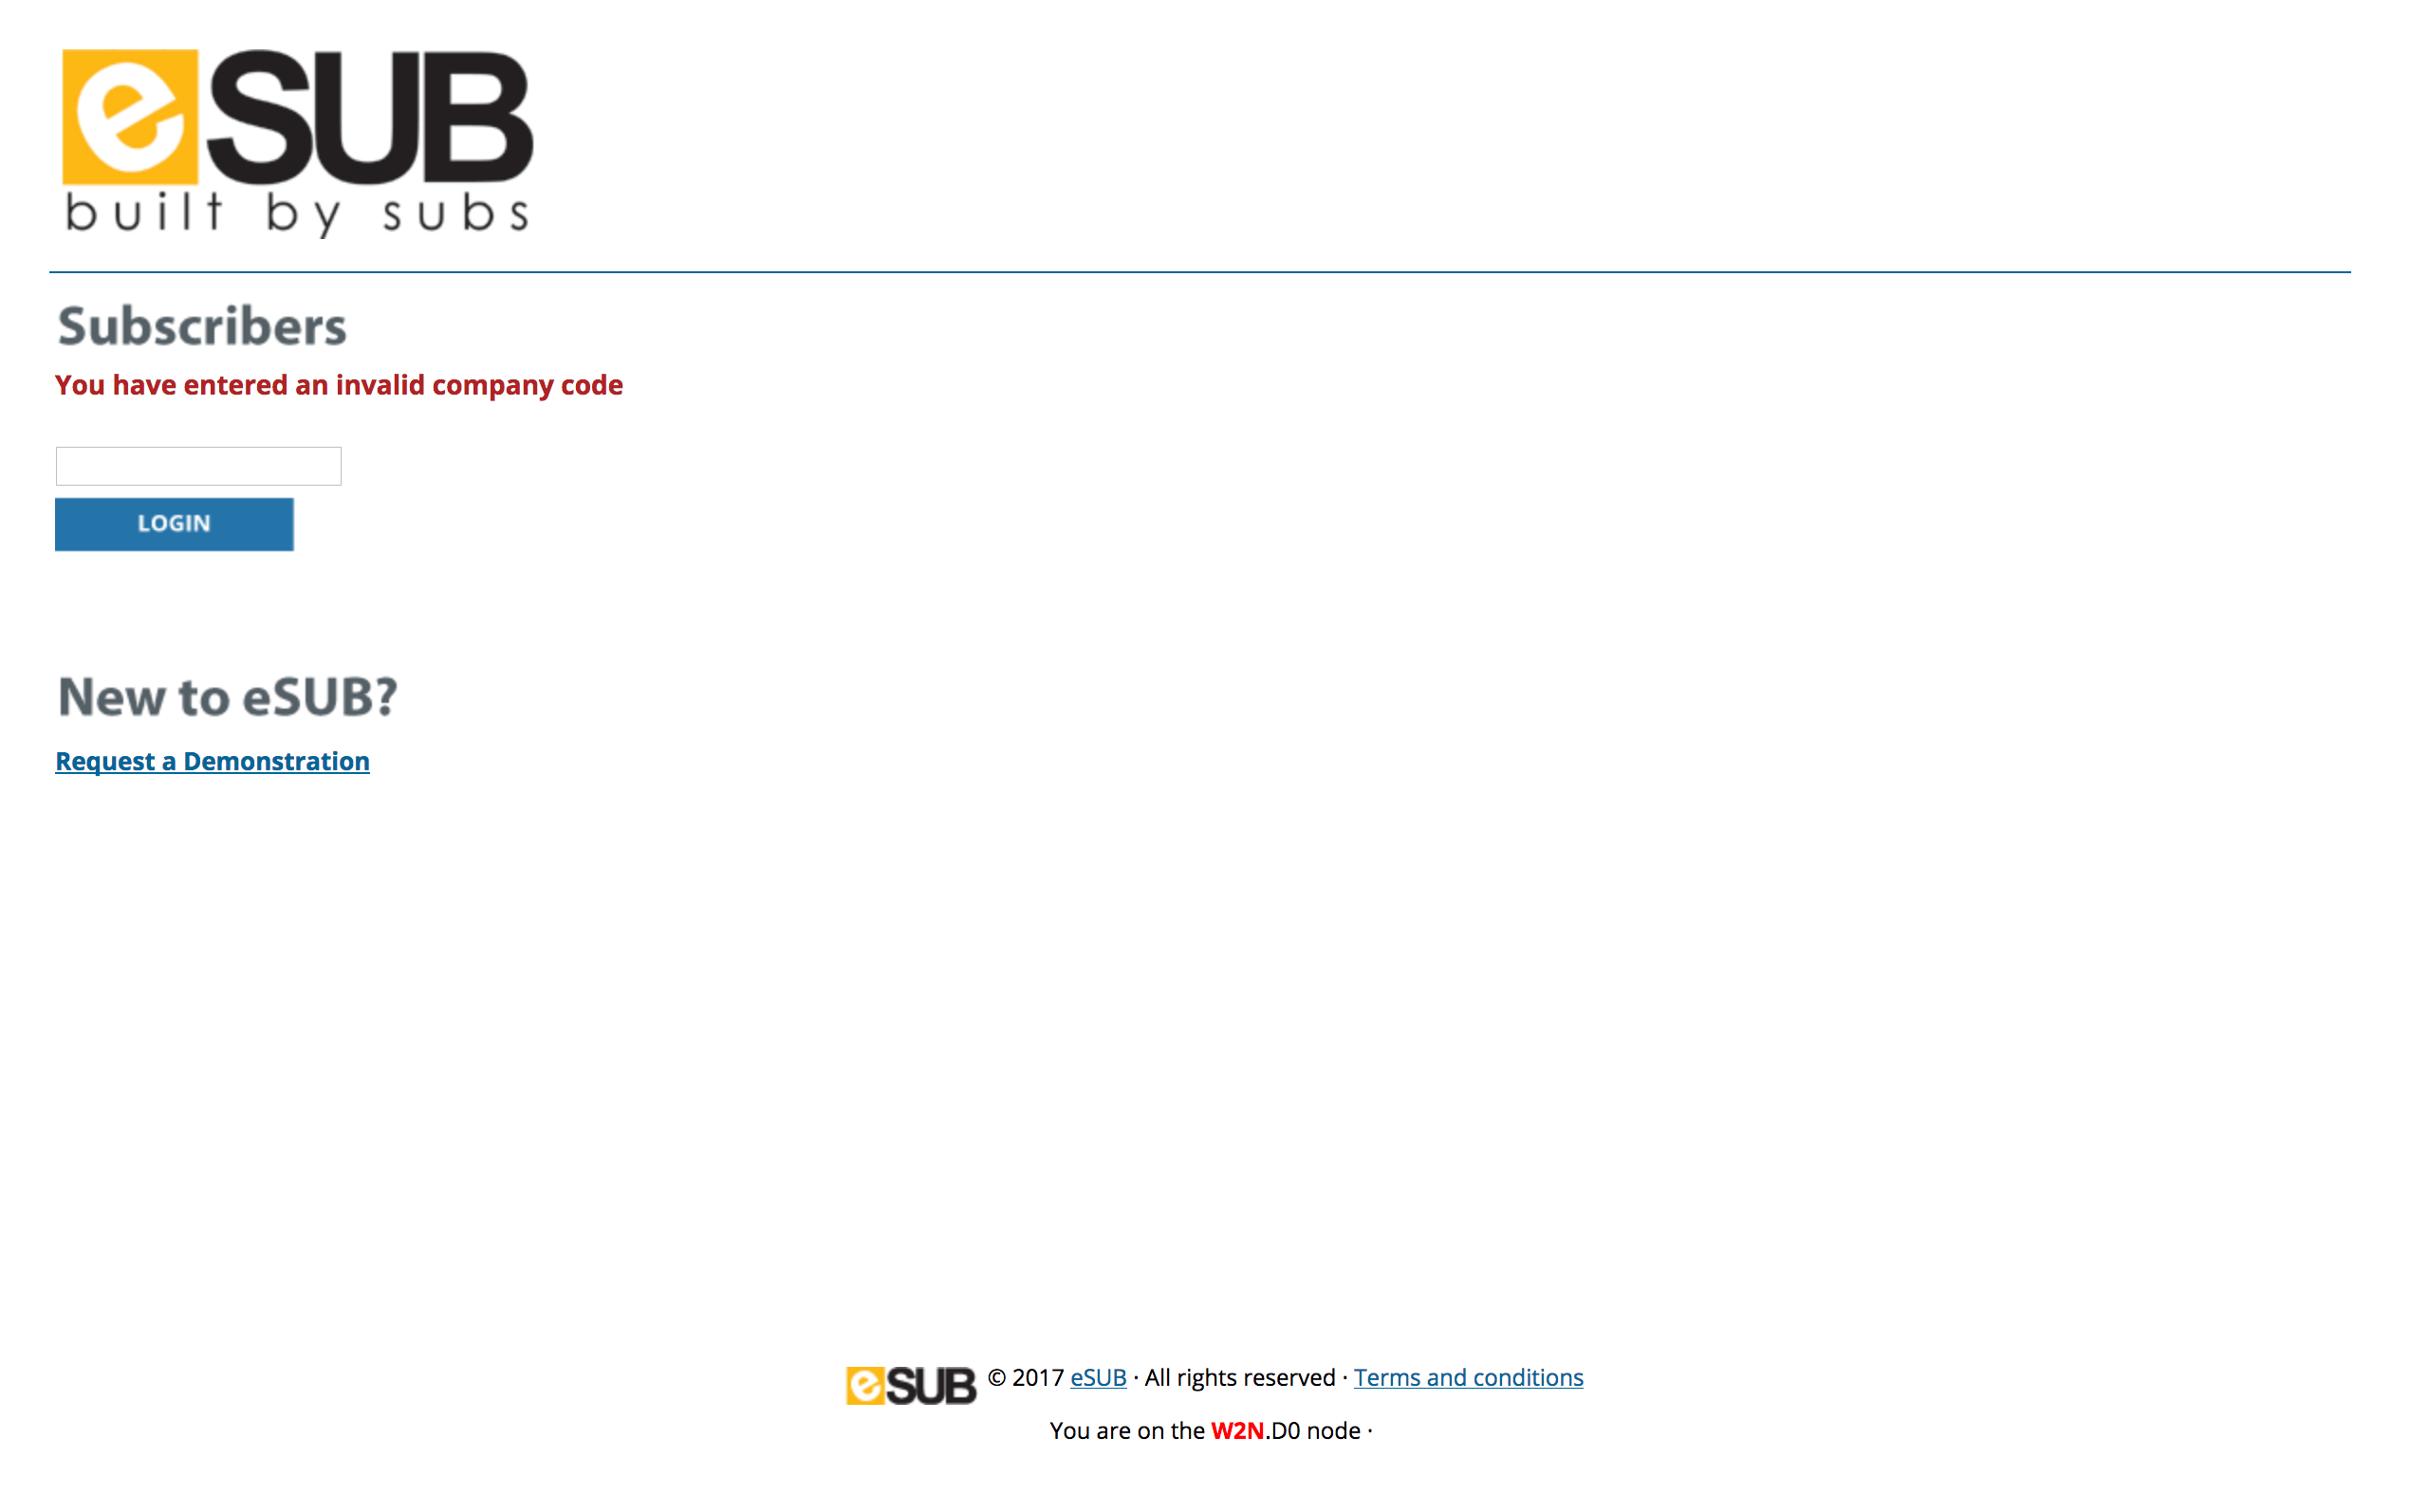 eSUB
built by subs
Subscribers
You have entered an invalid company code
LOGIN
New to eSUB?
Request a Demonstration
eSUB © 2017 eSUB · All rights reserved · Terms and conditions
You are on the W2N.D0 node ·